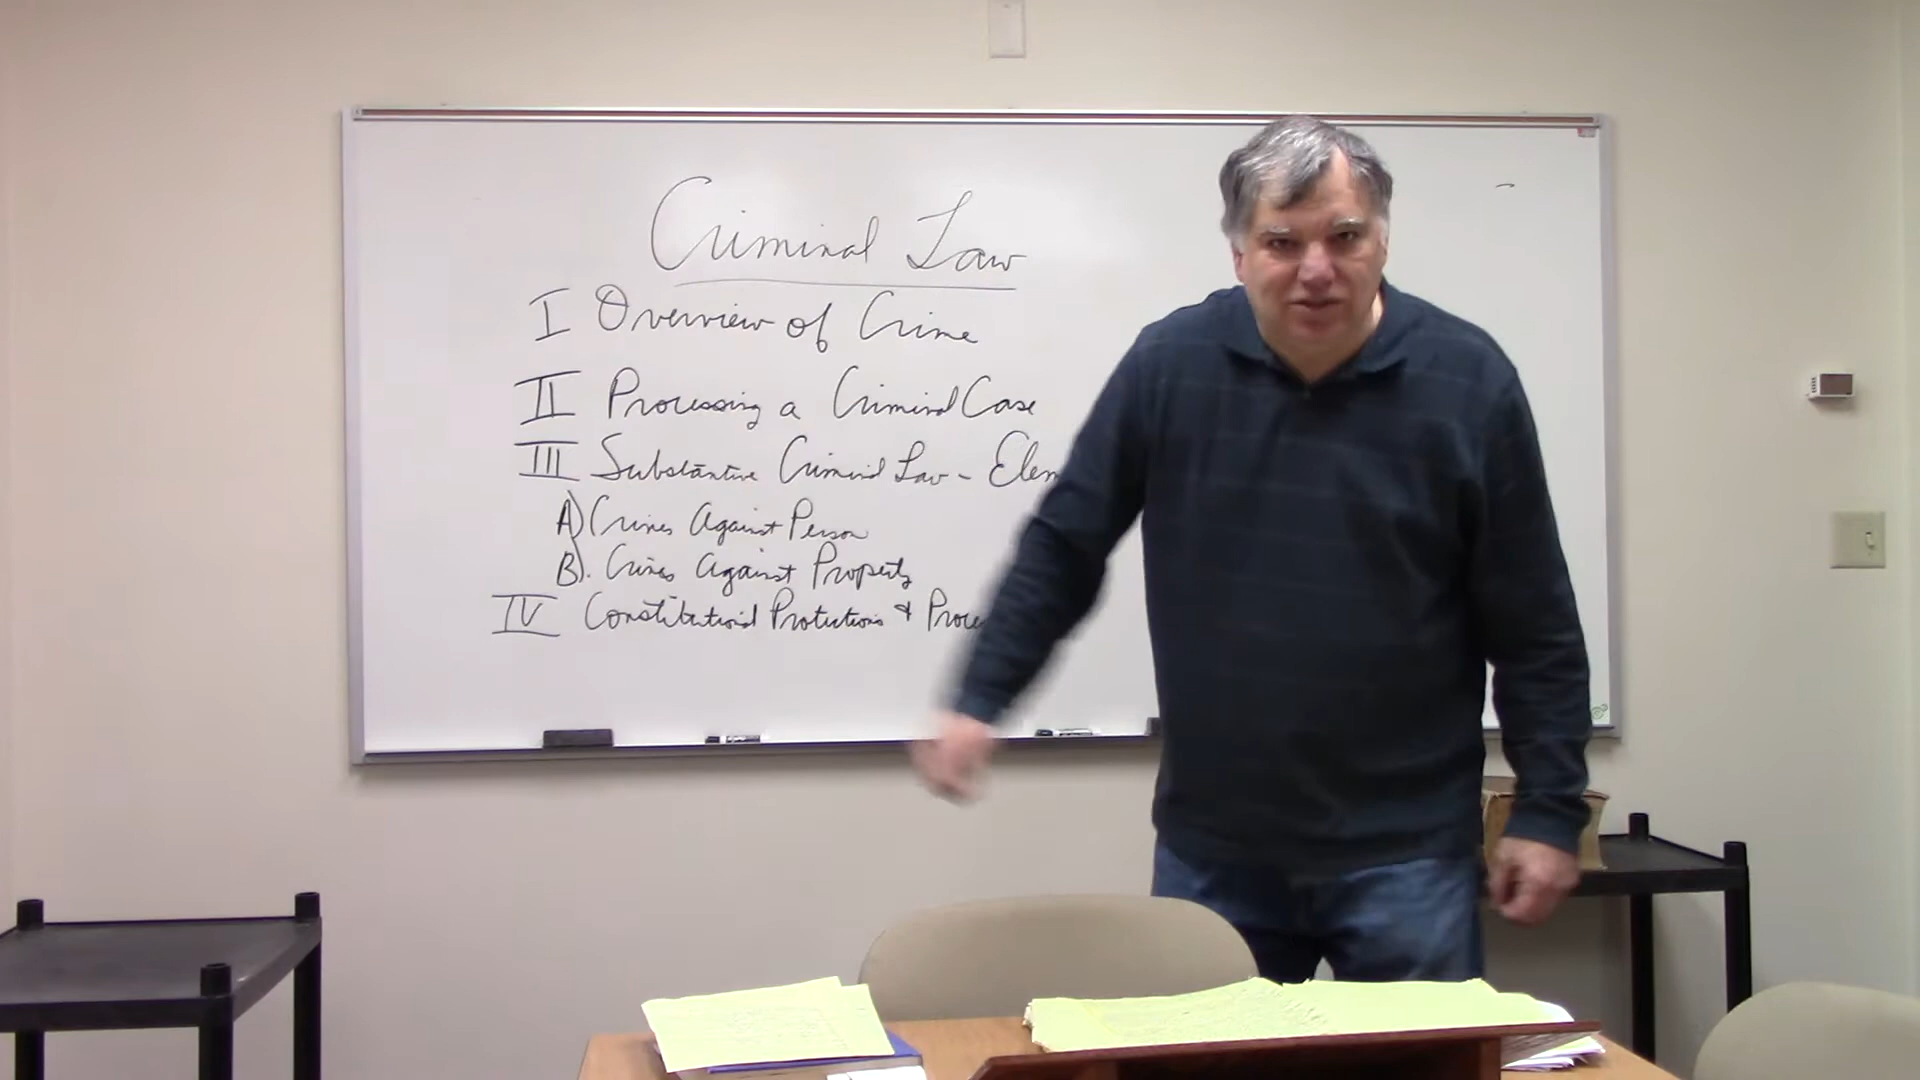 Criminal Law
I Overview of Crime
II Processing a Criminal Case
III Substantive Criminal Law - Elem
A) Crimes Against Person
B). Crimes Against Property
IV Constitutional Protections & Proce